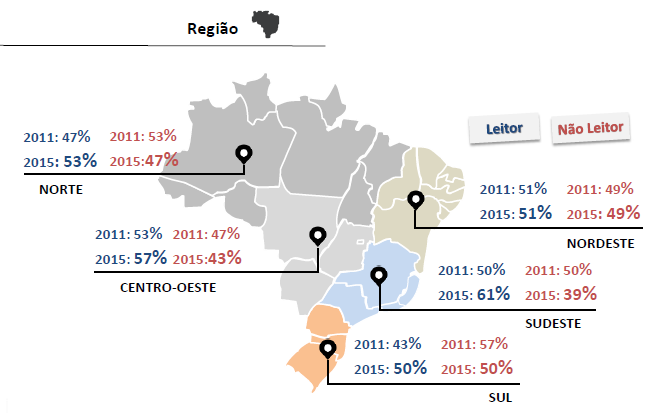 Região
Leitor Não Leitor
2011: 47% 2011: 53%
2015: 53% 2015:47%
NORTE
2011: 51% 2011: 49%
2015: 51% 2015: 49%
NORDESTE
2011: 53% 2011: 47%
2015: 57% 2015:43%
CENTRO-OESTE
2011: 50% 2011: 50%
2015: 61% 2015: 39%
SUDESTE
2011: 43% 2011: 57%
2015: 50% 2015: 50%
SUL